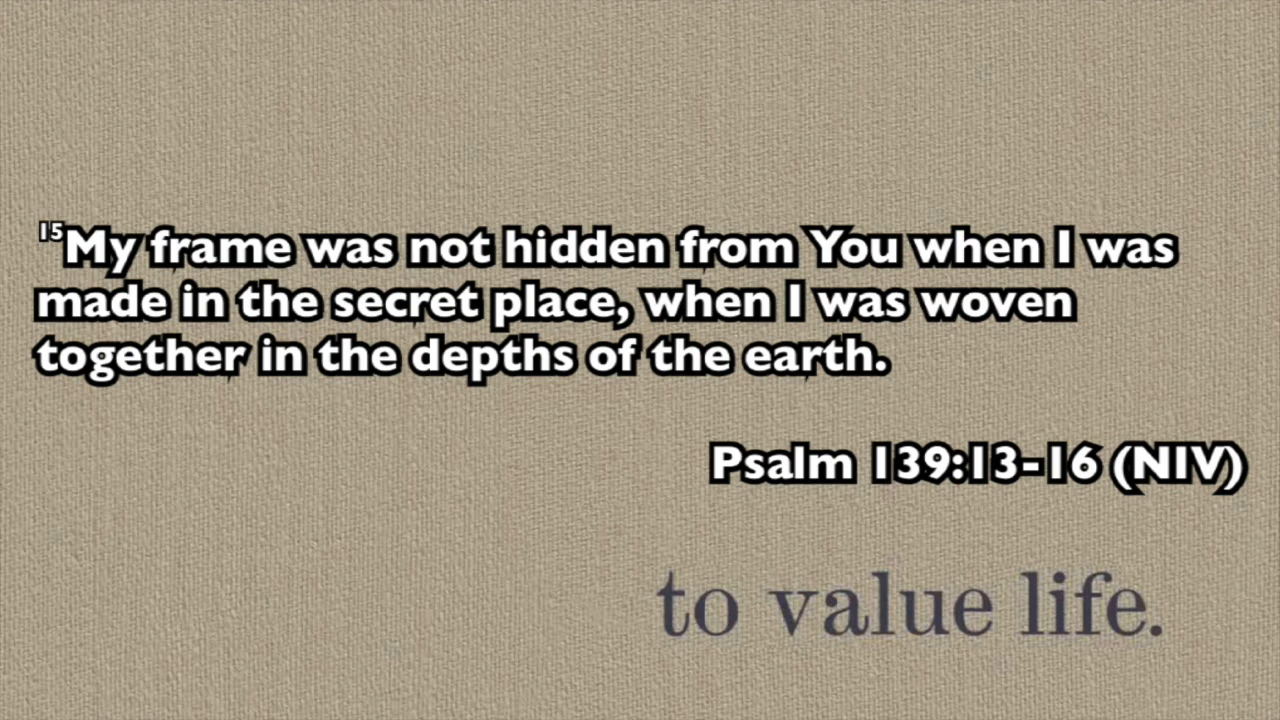 15My frame was not hidden from You when I was
made in the secret place, when I was woven
together in the depths of the earth.
Psalm 139:13-16 (NIV)
to value life.